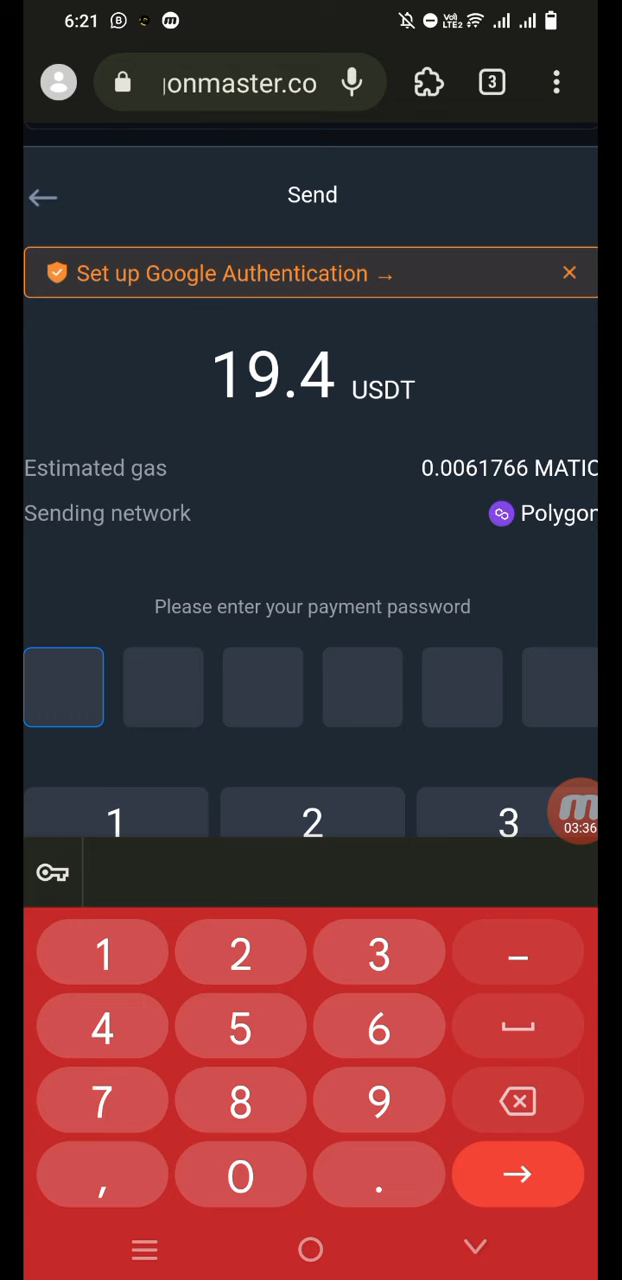 6:21
Vo)
LTE2
onmaster.co
3
Send
Set up Google Authentication →
19.4 USDT
Estimated gas 0.0061766 MATIC
Sending network Polygon
Please enter your payment password
1 2 3
03:36
1 2 3 –
4 5 6
7 8 9
, 0 .